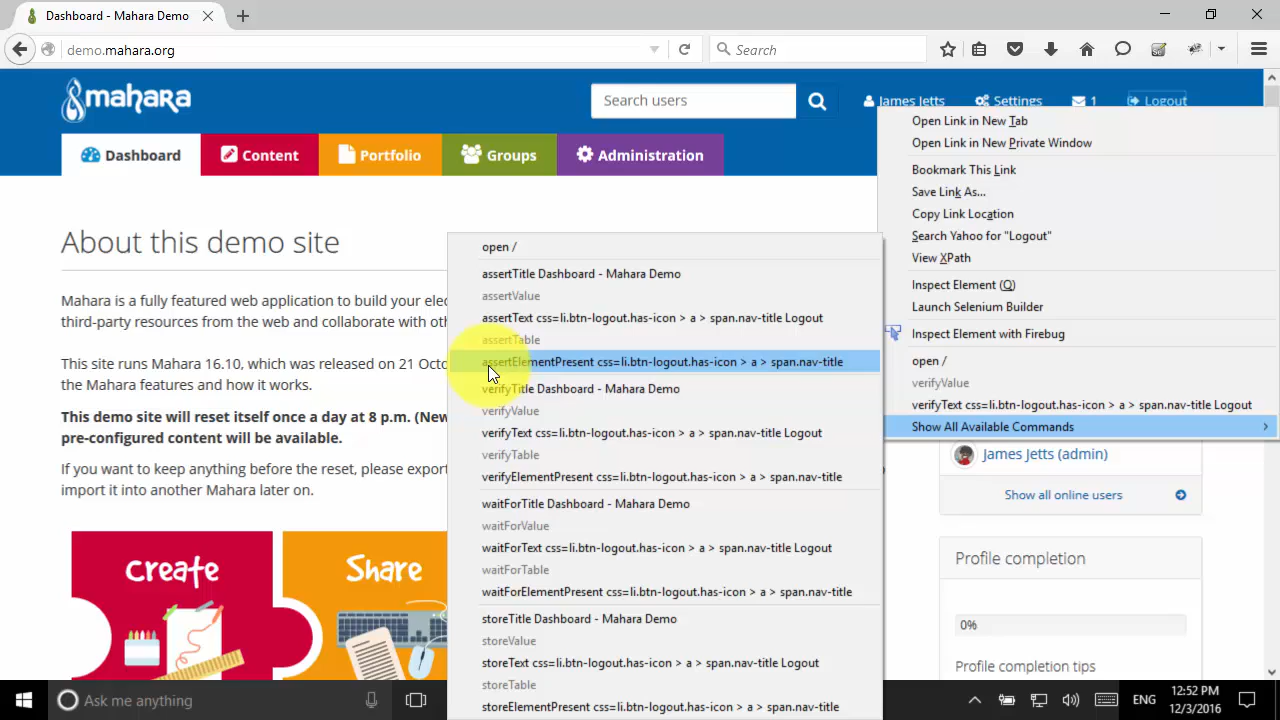 Dashboard - Mahara Demo
demo.mahara.org
Search
mahara
Search users
James Jetts
Settings
1
Logout
Dashboard
Content
Portfolio
Groups
Administration
About this demo site
Mahara is a fully featured web application to build your
third-party resources from the web and collaborate with
This site runs Mahara 16.10, which was released on 21
the Mahara features and how it works.
This demo site will reset itself once a day at 8 p.m.
pre-configured content will be available.
If you want to keep anything before the reset, please
import it into another Mahara later on.
Create
Share
open /
assertTitle Dashboard - Mahara Demo
assertValue
assertText css=li.btn-logout.has-icon > a > span.nav-title Logout
assertTable
assertElementPresent css=li.btn-logout.has-icon > a > span.nav-title
verifyTitle Dashboard - Mahara Demo
verifyValue
verifyText css=li.btn-logout.has-icon > a > span.nav-title Logout
verifyTable
verifyElementPresent css=li.btn-logout.has-icon > a > span.nav-title
waitForTitle Dashboard - Mahara Demo
waitForValue
waitForText css=li.btn-logout.has-icon > a > span.nav-title Logout
waitForTable
waitForElementPresent css=li.btn-logout.has-icon > a > span.nav-title
storeTitle Dashboard - Mahara Demo
storeValue
storeText css=li.btn-logout.has-icon > a > span.nav-title Logout
storeTable
storeElementPresent css=li.btn-logout.has-icon > a > span.nav-title
Open Link in New Tab
Open Link in New Private Window
Bookmark This Link
Save Link As...
Copy Link Location
Search Yahoo for "Logout"
View XPath
Inspect Element (Q)
Launch Selenium Builder
Inspect Element with Firebug
open /
verifyValue
verifyText css=li.btn-logout.has-icon > a > span.nav-title Logout
Show All Available Commands
James Jetts (admin)
Show all online users
Profile completion
0%
Profile completion tips
Ask me anything
ENG
12:52 PM
12/3/2016